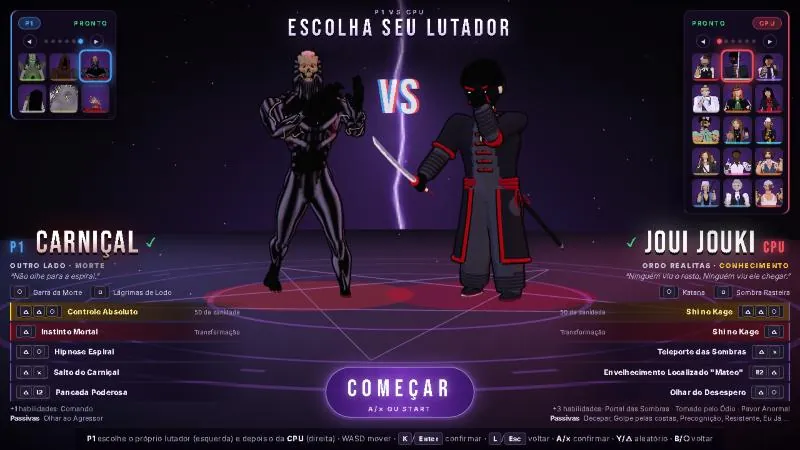 P1 VS CPU
ESCOLHA SEU LUTADOR
P1 PRONTO
PRONTO CPU
VS
P1 CARNIÇAL ✓
OUTRO LADO · MORTE
"Não olhe para a espiral."
Barra da Morte
Lágrimas de Lodo
Controle Absoluto 50 de sanidade
Instinto Mortal Transformação
Hipnose Espiral
Salto do Carniçal
L2 Pancada Poderosa
+1 habilidades: Comando
Passivas Olhar ao Agressor
✓ JOUI JOUKI CPU
ORDO REALITAS · CONHECIMENTO
"Ninguém viu o rosto. Ninguém viu ele chegar."
Katana
Sombra Rasteira
50 de sanidade Shi no Kage
Transformação Shi no Kage
Teleporte das Sombras
Envelhecimento Localizado "Mateo" R2
Olhar do Desespero
+3 habilidades: Portal das Sombras · Tomado pelo Ódio · Pavor Anormal
Passivas Decepar, Golpe pelas costas, Precognição, Resistente, Eu Já ...
COMEÇAR
A/× OU START
P1 escolhe o próprio lutador (esquerda) e depois o da CPU (direita) · WASD mover · K / Enter confirmar · L / Esc voltar · A/× confirmar · Y/△ aleatório · B/○ voltar